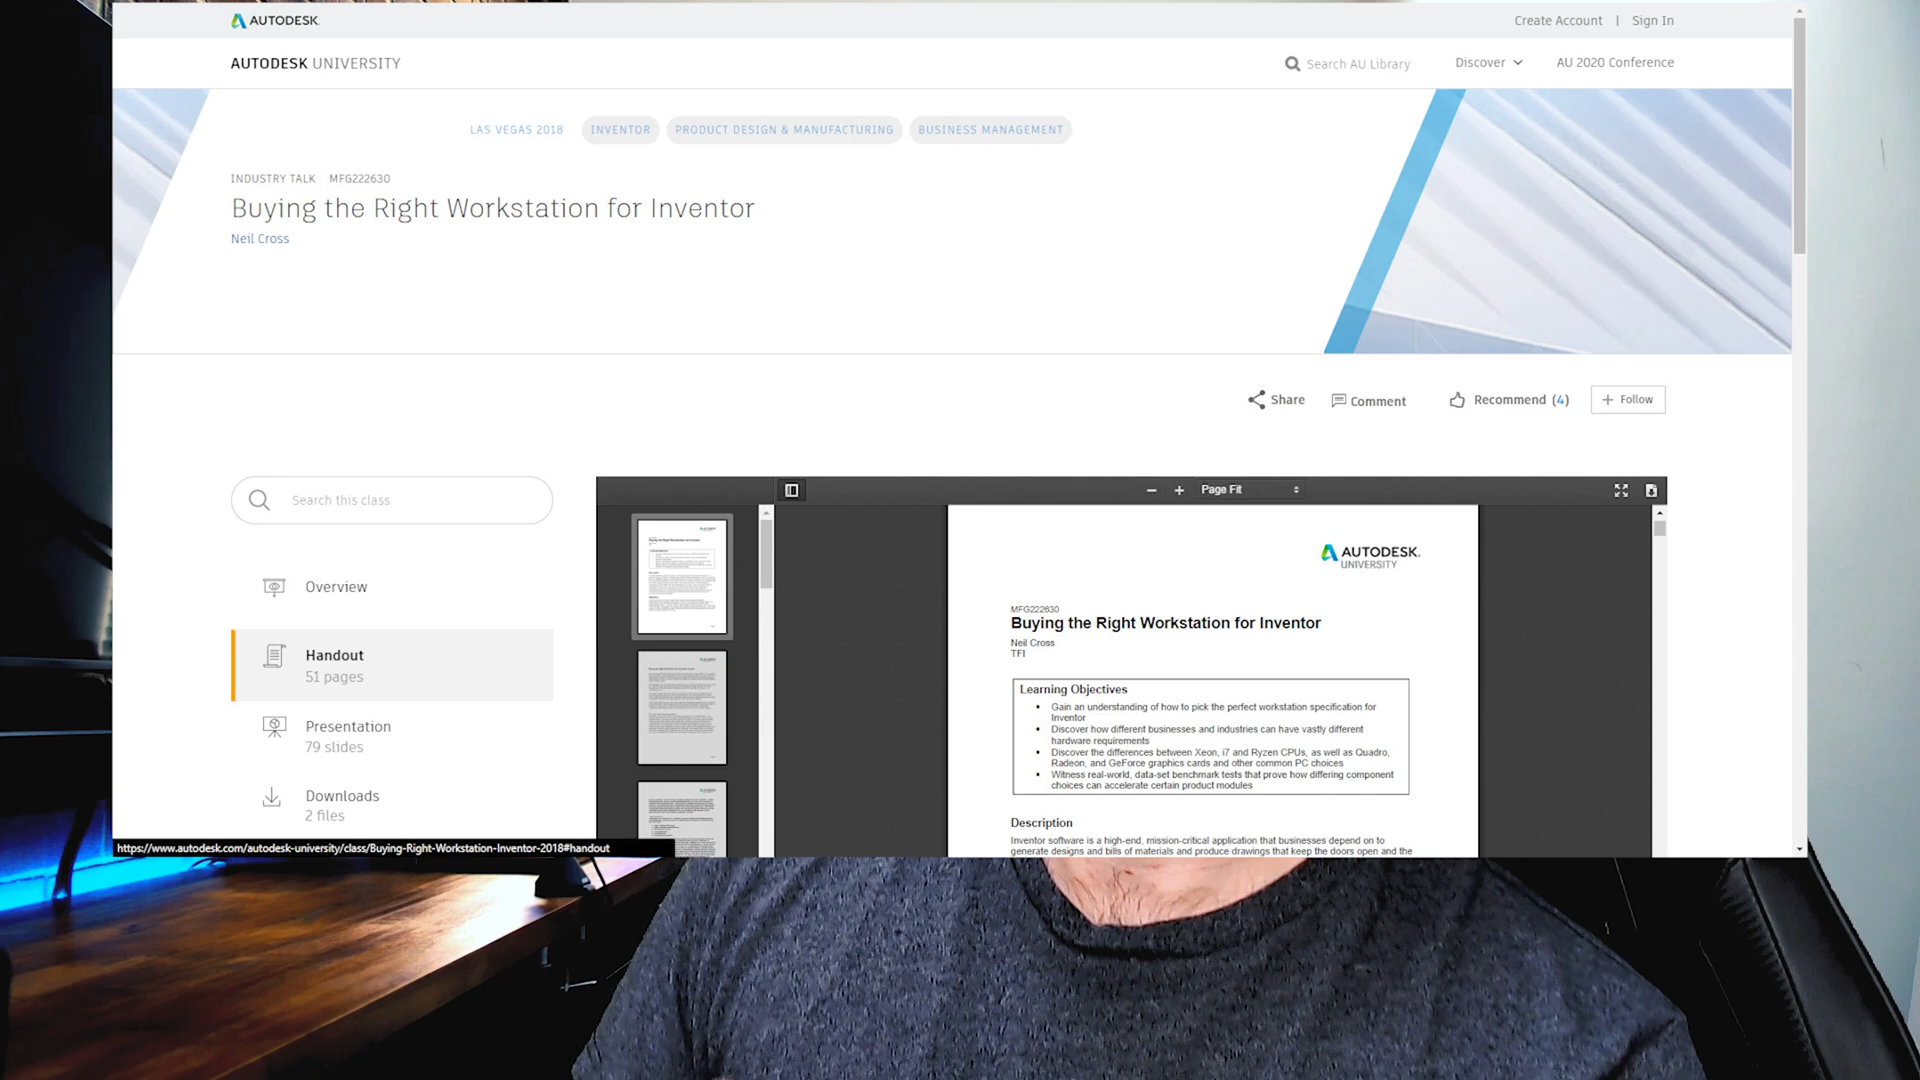 AUTODESK.
Create Account | Sign In
AUTODESK UNIVERSITY
Search AU Library
Discover
AU 2020 Conference
LAS VEGAS 2018
INVENTOR
PRODUCT DESIGN & MANUFACTURING
BUSINESS MANAGEMENT
INDUSTRY TALK MFG222630
Buying the Right Workstation for Inventor
Neil Cross
Share
Comment
Recommend (4)
+ Follow
Search this class
Overview
Handout
51 pages
Presentation
79 slides
Downloads
2 files
Page Fit
AUTODESK.
UNIVERSITY
MFG222630
Buying the Right Workstation for Inventor
Neil Cross
TFI
Learning Objectives
• Gain an understanding of how to pick the perfect workstation specification for
Inventor
• Discover how different businesses and industries can have vastly different
hardware requirements
• Discover the differences between Xeon, i7 and Ryzen CPUs, as well as Quadro,
Radeon, and GeForce graphics cards and other common PC choices
• Witness real-world, data-set benchmark tests that prove how differing component
choices can accelerate certain product modules
Description
Inventor software is a high-end, mission-critical application that businesses depend on to
generate designs and bills of materials and produce drawings that keep the doors open and the
https://www.autodesk.com/autodesk-university/class/Buying-Right-Workstation-Inventor-2018#handout